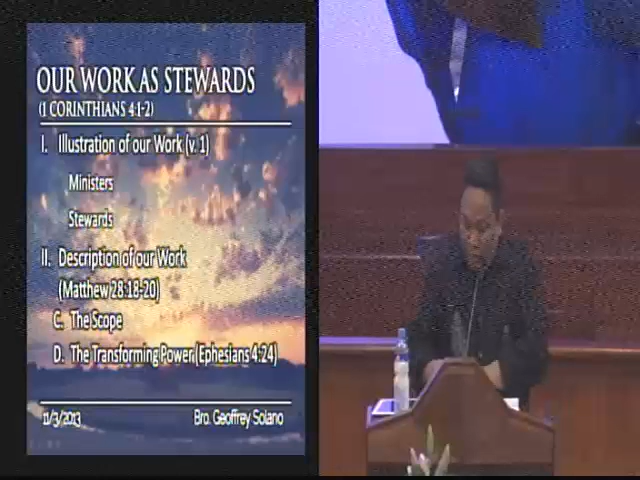 OUR WORK AS STEWARDS
(1 CORINTHIANS 4:1-2)
I. Illustration of our Work (v. 1)
Ministers
Stewards
II. Description of our Work
(Matthew 28:18-20)
C. The Scope
D. The Transforming Power (Ephesians 4:24)
11/3/2013 Bro. Geoffrey Solano